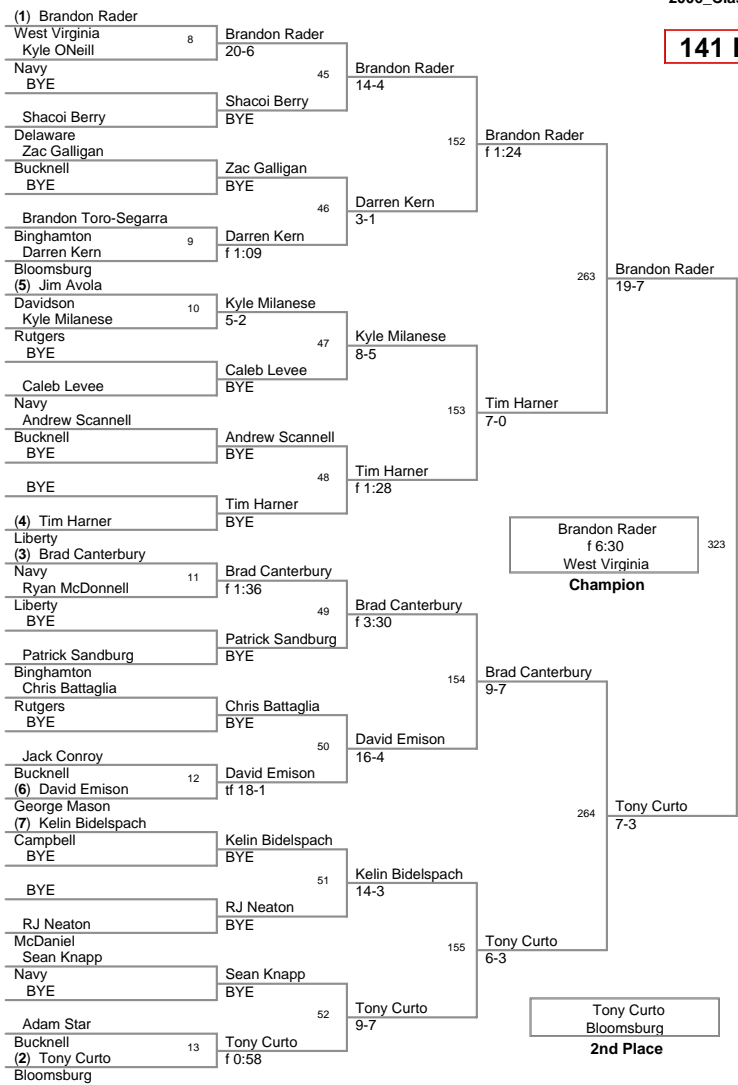 2006_Clas
141
(1) Brandon Rader
West Virginia
Kyle ONeill
Navy
BYE
Shacoi Berry
Delaware
Zac Galligan
Bucknell
BYE
Brandon Toro-Segarra
Binghamton
Darren Kern
Bloomsburg
(5) Jim Avola
Davidson
Kyle Milanese
Rutgers
BYE
Caleb Levee
Navy
Andrew Scannell
Bucknell
BYE
BYE
(4) Tim Harner
Liberty
(3) Brad Canterbury
Navy
Ryan McDonnell
Liberty
BYE
Patrick Sandburg
Binghamton
Chris Battaglia
Rutgers
BYE
Jack Conroy
Bucknell
(6) David Emison
George Mason
(7) Kelin Bidelspach
Campbell
BYE
BYE
RJ Neaton
McDaniel
Sean Knapp
Navy
BYE
Adam Star
Bucknell
(2) Tony Curto
Bloomsburg
8
9
10
11
12
13
Brandon Rader
20-6
Shacoi Berry
BYE
Zac Galligan
BYE
Darren Kern
f 1:09
Kyle Milanese
5-2
Caleb Levee
BYE
Andrew Scannell
BYE
Tim Harner
BYE
Brad Canterbury
f 1:36
Patrick Sandburg
BYE
Chris Battaglia
BYE
David Emison
tf 18-1
Kelin Bidelspach
BYE
RJ Neaton
BYE
Sean Knapp
BYE
Tony Curto
f 0:58
45
46
47
48
49
50
51
52
Brandon Rader
14-4
Darren Kern
3-1
Kyle Milanese
8-5
Tim Harner
f 1:28
Brad Canterbury
f 3:30
David Emison
16-4
Kelin Bidelspach
14-3
Tony Curto
9-7
152
153
154
155
Brandon Rader
f 1:24
Tim Harner
7-0
Brad Canterbury
9-7
Tony Curto
6-3
263
264
Brandon Rader
19-7
Tony Curto
7-3
Brandon Rader
f 6:30
West Virginia
323
Champion
Tony Curto
Bloomsburg
2nd Place